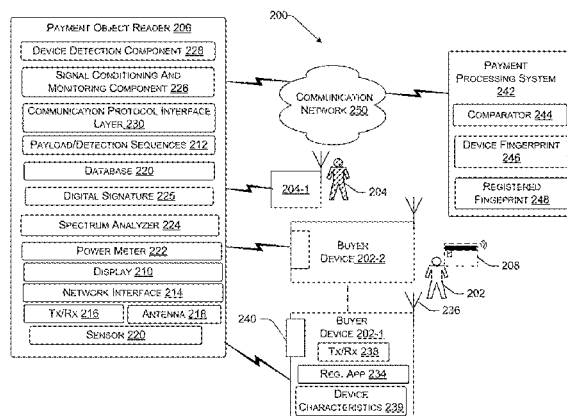 PAYMENT OBJECT READER 206
DEVICE DETECTION COMPONENT 228
SIGNAL CONDITIONING AND
MONITORING COMPONENT 226
COMMUNICATION PROTOCOL INTERFACE
LAYER 230
PAYLOAD/DETECTION SEQUENCES 212
DATABASE 220
DIGITAL SIGNATURE 225
SPECTRUM ANALYZER 224
POWER METER 222
DISPLAY 210
NETWORK INTERFACE 214
TX/RX 216
ANTENNA 218
SENSOR 220
200
COMMUNICATION
NETWORK 250
204-1
204
BUYER
DEVICE 202-2
240
BUYER
DEVICE 202-1
TX/RX 238
REG. APP 234
DEVICE
CHARACTERISTICS 239
236
202
208
PAYMENT
PROCESSING SYSTEM
242
COMPARATOR 244
DEVICE FINGERPRINT
246
REGISTERED
FINGEPRINT 248